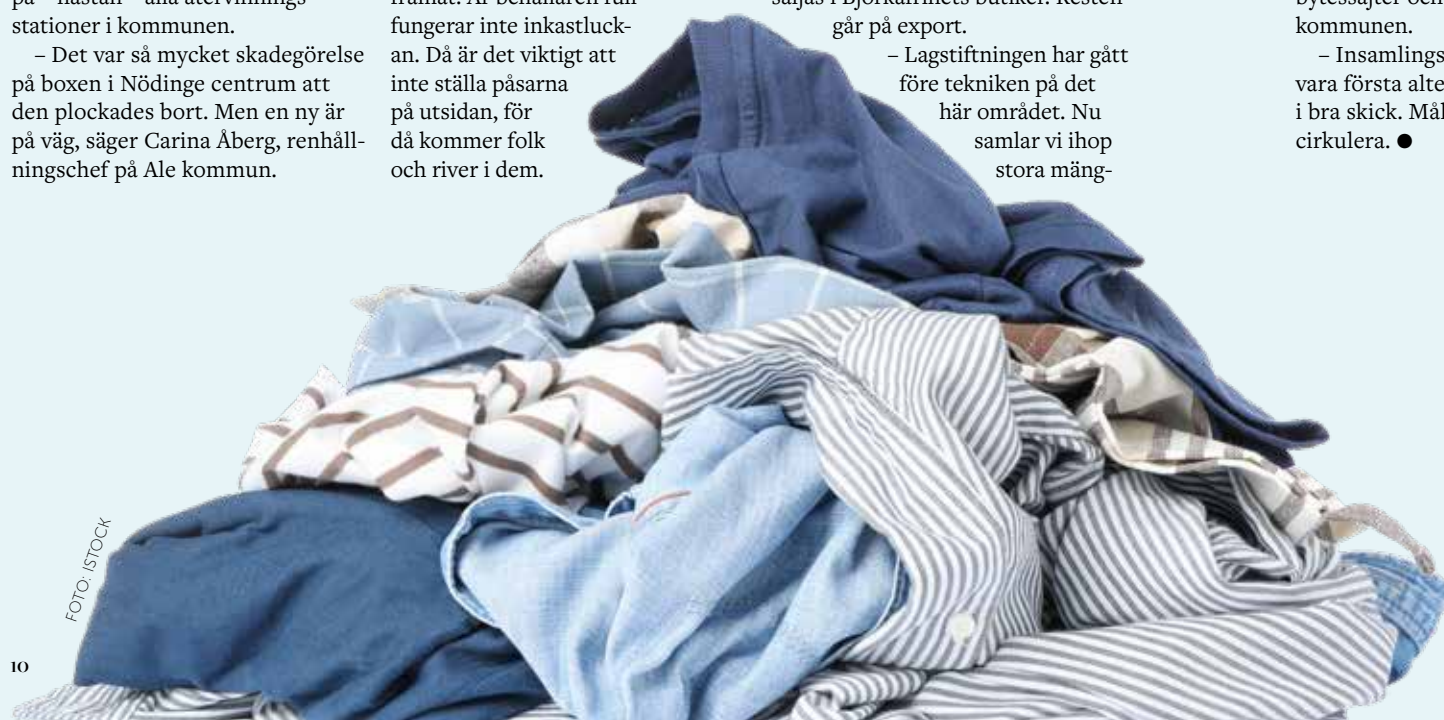 stationer i kommunen.
– Det var så mycket skadegörelse
på boxen i Nödinge centrum att
den plockades bort. Men en ny är
på väg, säger Carina Åberg, renhåll-
ningschef på Ale kommun.
fungerar inte inkastluck-
an. Då är det viktigt att
inte ställa påsarna
på utsidan, för
då kommer folk
och river i dem.
går på export.
– Lagstiftningen har gått
före tekniken på det
här området. Nu
samlar vi ihop
stora mäng-
kommunen.
– Insamlings
vara första alte
i bra skick. Mål
cirkulera. ●
FOTO: ISTOCK
10